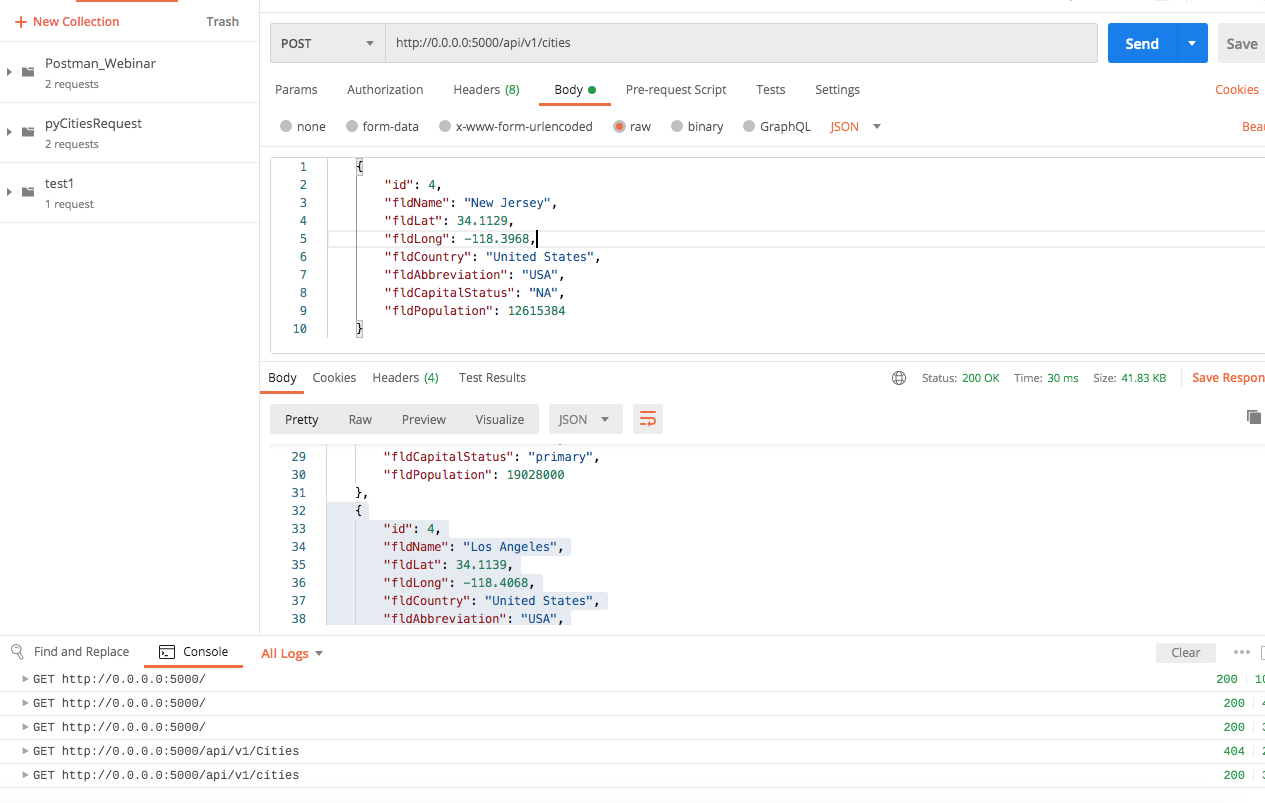 + New Collection Trash
Postman_Webinar
2 requests
pyCitiesRequest
2 requests
test1
1 request
POST http://0.0.0.0:5000/api/v1/cities Send Save
Params Authorization Headers (8) Body Pre-request Script Tests Settings Cookies
none form-data x-www-form-urlencoded raw binary GraphQL JSON Beau
1 {
2 "id": 4,
3 "fldName": "New Jersey",
4 "fldLat": 34.1129,
5 "fldLong": -118.3968,
6 "fldCountry": "United States",
7 "fldAbbreviation": "USA",
8 "fldCapitalStatus": "NA",
9 "fldPopulation": 12615384
10 }
Body Cookies Headers (4) Test Results Status: 200 OK Time: 30 ms Size: 41.83 KB Save Respon
Pretty Raw Preview Visualize JSON
29 "fldCapitalStatus": "primary",
30 "fldPopulation": 19028000
31 },
32 {
33 "id": 4,
34 "fldName": "Los Angeles",
35 "fldLat": 34.1139,
36 "fldLong": -118.4068,
37 "fldCountry": "United States",
38 "fldAbbreviation": "USA",
Find and Replace Console All Logs Clear
GET http://0.0.0.0:5000/ 200
GET http://0.0.0.0:5000/ 200
GET http://0.0.0.0:5000/ 200
GET http://0.0.0.0:5000/api/v1/Cities 404
GET http://0.0.0.0:5000/api/v1/cities 200